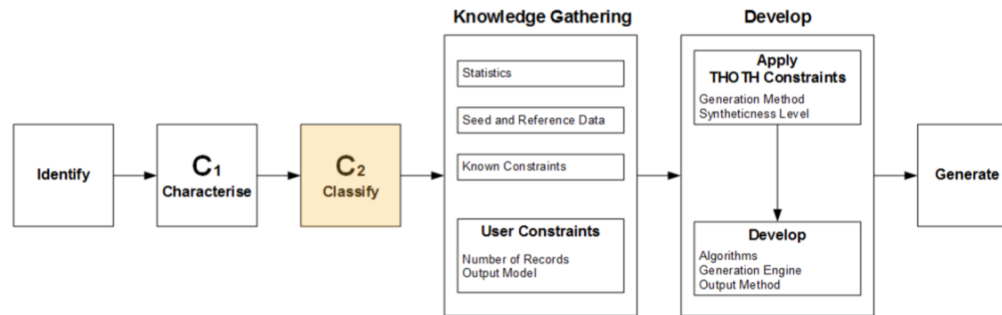 Identify
C1
Characterise
C2
Classify
Knowledge Gathering
Statistics
Seed and Reference Data
Known Constraints
User Constraints
Number of Records
Output Model
Develop
Apply
THOTH Constraints
Generation Method
Syntheticness Level
Develop
Algorithms
Generation Engine
Output Method
Generate